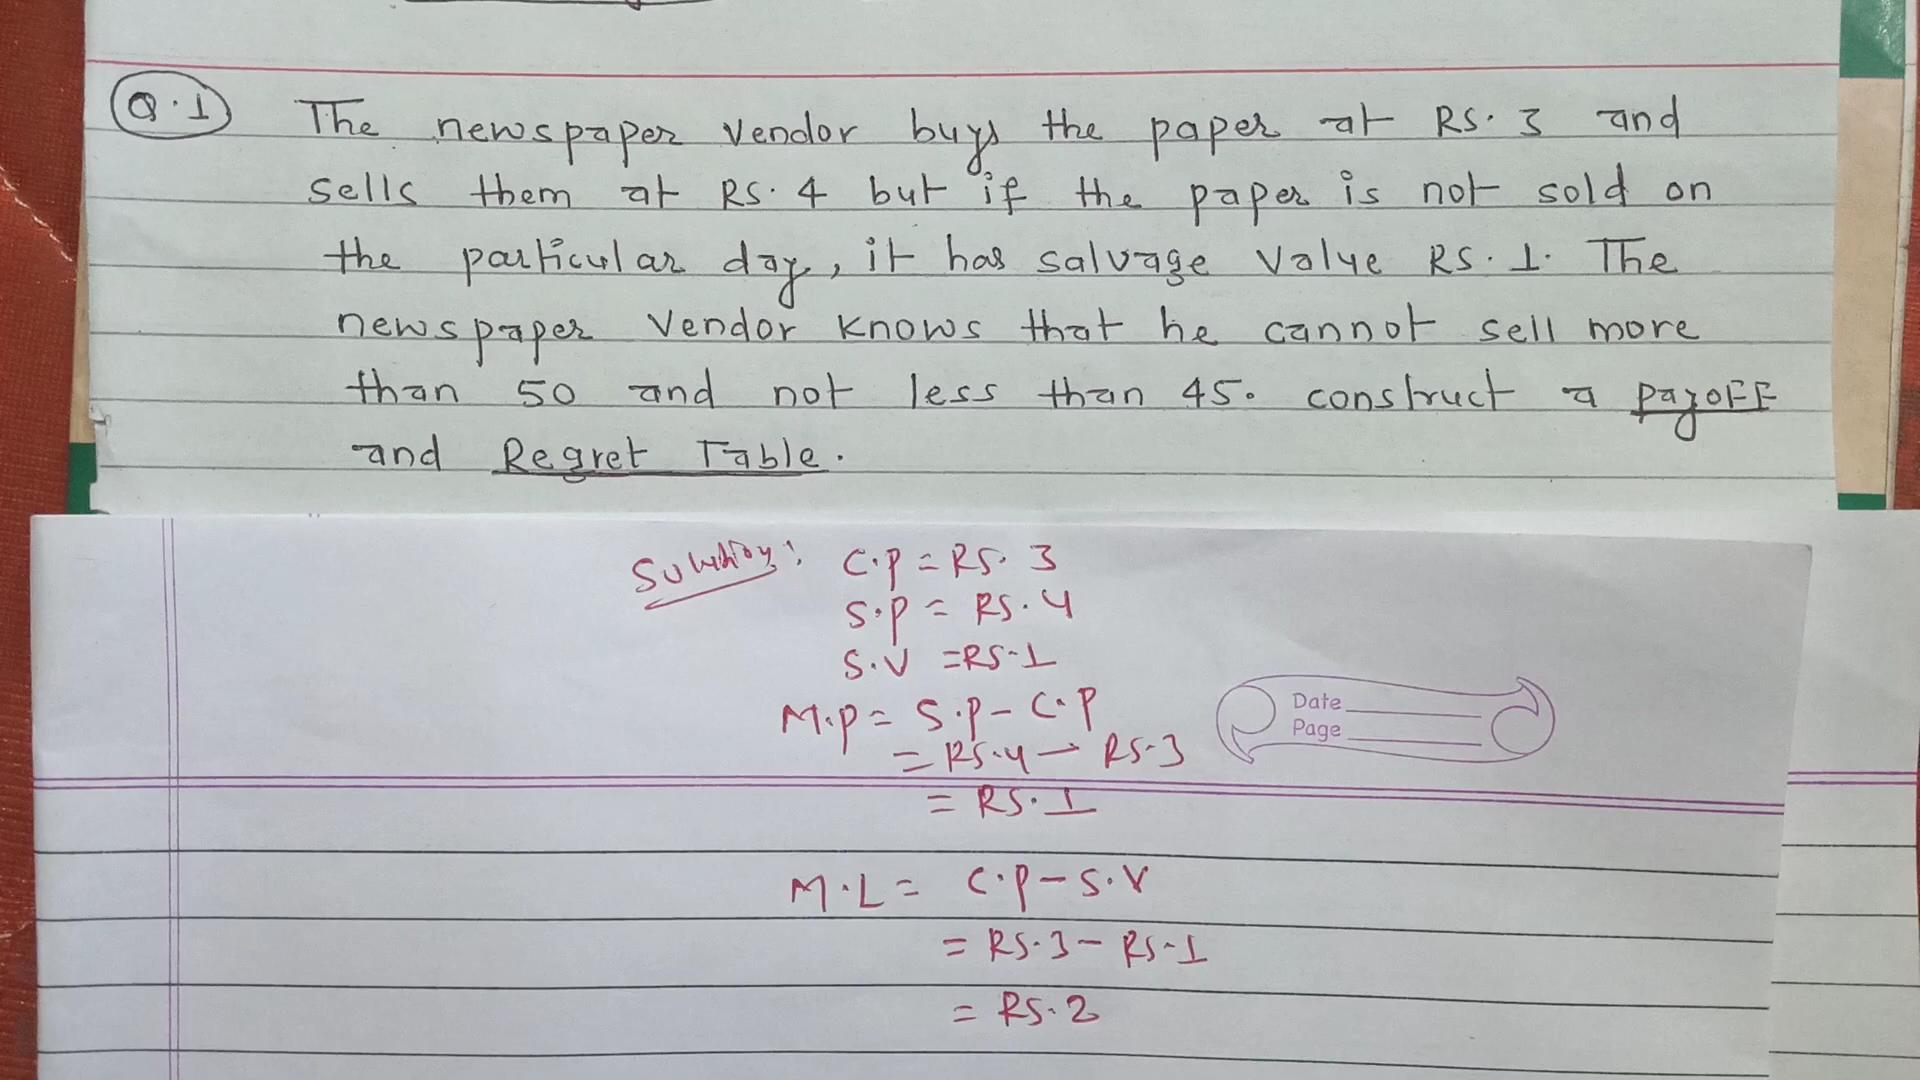 Q.1 The newspaper vendor buys the paper at RS. 3 and
sells them at RS. 4 but if the paper is not sold on
the particular day, it has salvage value RS. 1. The
newspaper vendor knows that he cannot sell more
than 50 and not less than 45. construct a payoff
and Regret Table.
Solution: C.P = RS. 3
S.P = RS. 4
S.V = RS. 1
M.P = S.P - C.P
= RS. 4 - RS. 3
= RS. 1
Date
Page
M.L = C.P - S.V
= RS. 3 - RS. 1
= RS. 2